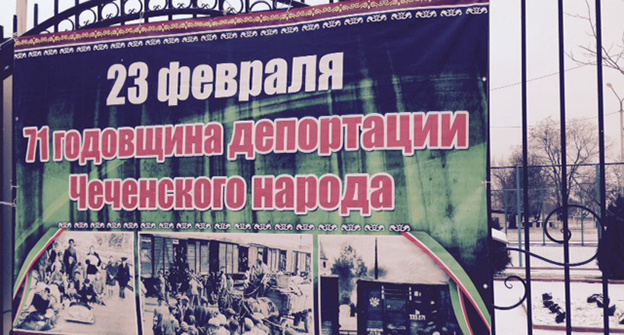 23 февраля
71 годовщина депортации
Чеченского народа